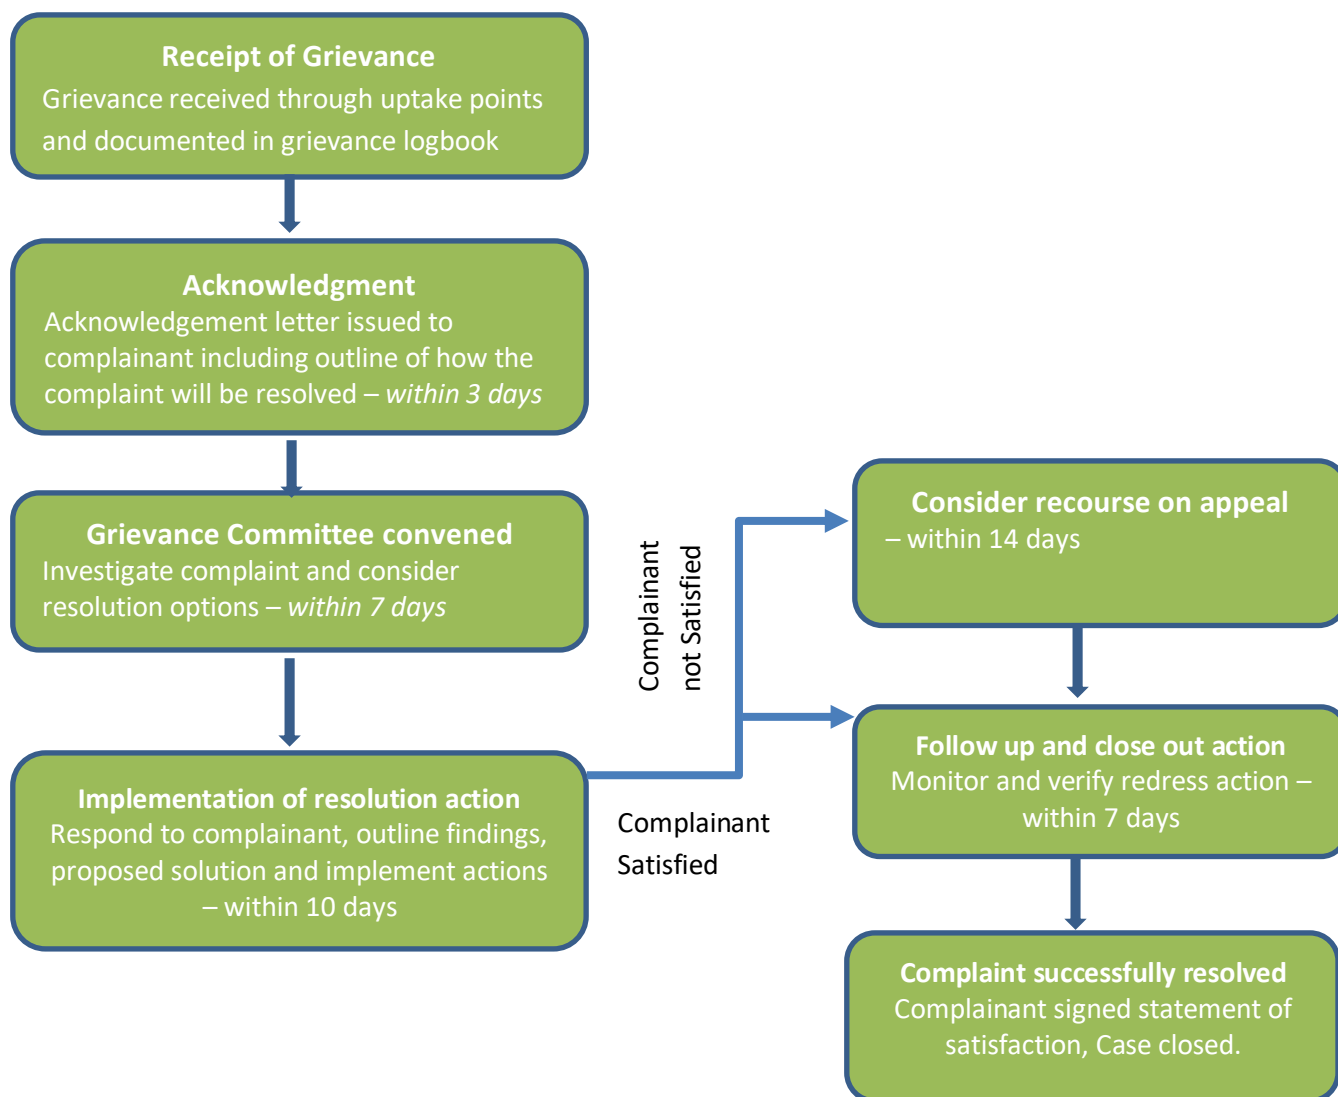 Receipt of Grievance
Grievance received through uptake points
and documented in grievance logbook
Acknowledgment
Acknowledgement letter issued to
complainant including outline of how the
complaint will be resolved – within 3 days
Grievance Committee convened
Investigate complaint and consider
resolution options – within 7 days
Implementation of resolution action
Respond to complainant, outline findings,
proposed solution and implement actions
– within 10 days
Complainant
not Satisfied
Complainant
Satisfied
Consider recourse on appeal
– within 14 days
Follow up and close out action
Monitor and verify redress action –
within 7 days
Complaint successfully resolved
Complainant signed statement of
satisfaction, Case closed.